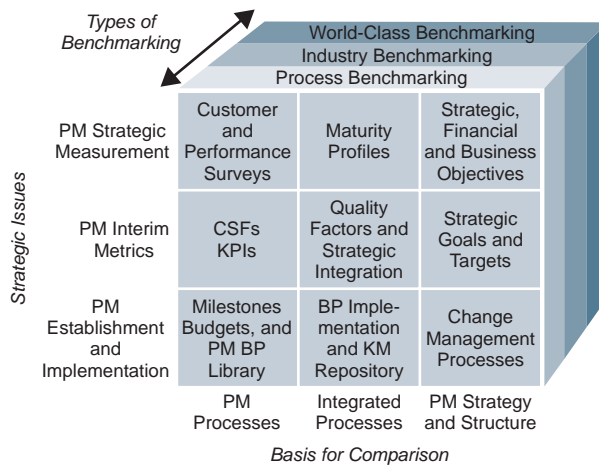 Types of
Benchmarking
World-Class Benchmarking
Industry Benchmarking
Process Benchmarking
Strategic Issues
PM Strategic
Measurement
Customer
and
Performance
Surveys
Maturity
Profiles
Strategic,
Financial
and Business
Objectives
PM Interim
Metrics
CSFs
KPIs
Quality
Factors and
Strategic
Integration
Strategic
Goals and
Targets
PM
Establishment
and
Implementation
Milestones
Budgets, and
PM BP
Library
BP Imple-
mentation
and KM
Repository
Change
Management
Processes
PM
Processes
Integrated
Processes
PM Strategy
and Structure
Basis for Comparison